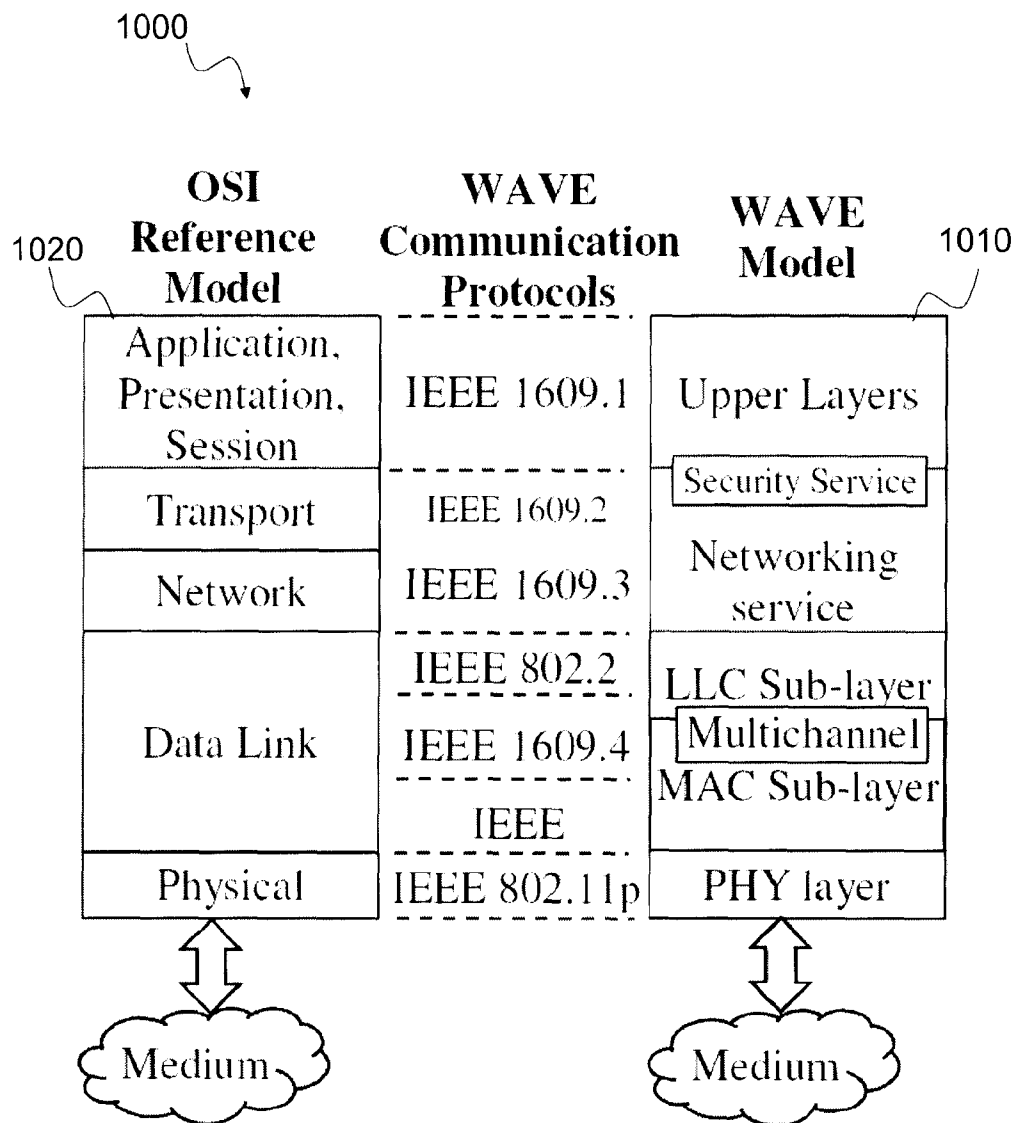 1000
OSI
Reference
Model
WAVE
Communication
Protocols
WAVE
Model
1020
1010
Application,
Presentation,
Session
IEEE 1609.1
Upper Layers
Security Service
Transport
IEEE 1609.2
Network
IEEE 1609.3
Networking
service
Data Link
IEEE 802.2
LLC Sub-layer
Multichannel
IEEE 1609.4
MAC Sub-layer
IEEE
Physical
IEEE 802.11p
PHY layer
Medium
Medium